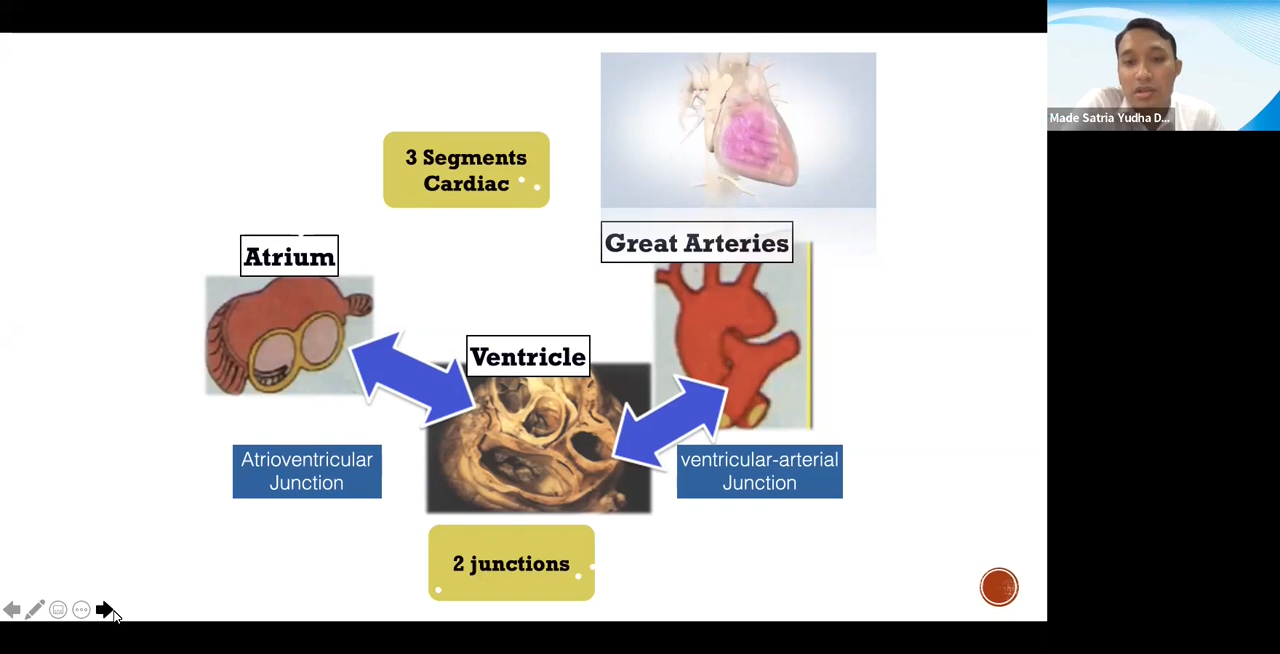 Made Satria Yudha D...
3 Segments
Cardiac
Great Arteries
Atrium
Ventricle
Atrioventricular
Junction
ventricular-arterial
Junction
2 junctions